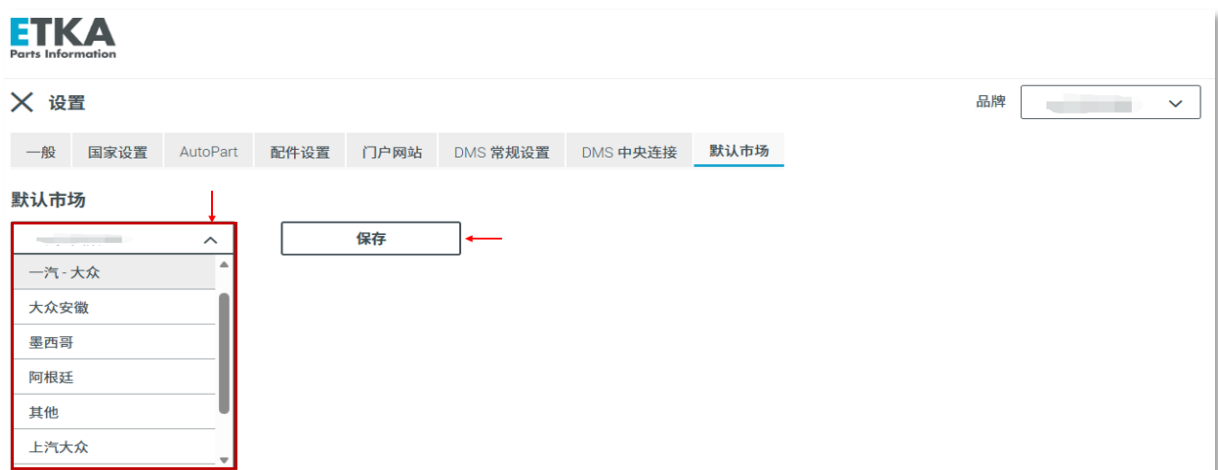 ETKA
Parts Information
设置
品牌
一般 国家设置 AutoPart 配件设置 门户网站 DMS 常规设置 DMS 中央连接 默认市场
默认市场
保存
一汽 - 大众
大众安徽
墨西哥
阿根廷
其他
上汽大众